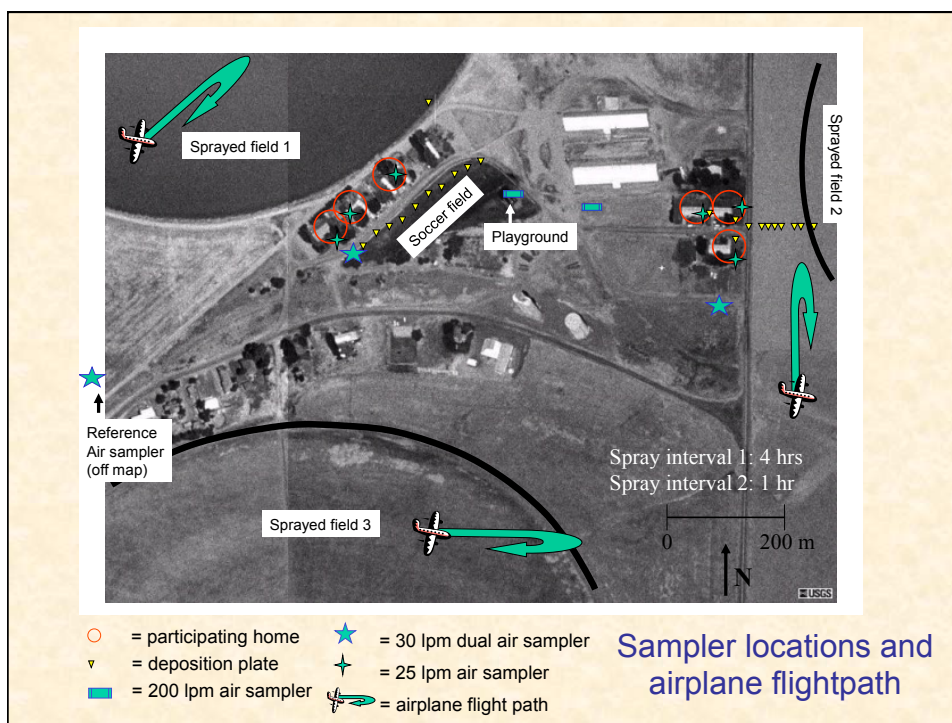 Sprayed field 1
Sprayed field 2
Soccer field
Playground
Reference
Air sampler
(off map)
Spray interval 1: 4 hrs
Spray interval 2: 1 hr
Sprayed field 3
0 200 m
N
USGS
= participating home
= deposition plate
= 200 lpm air sampler
= 30 lpm dual air sampler
= 25 lpm air sampler
= airplane flight path
Sampler locations and
airplane flightpath